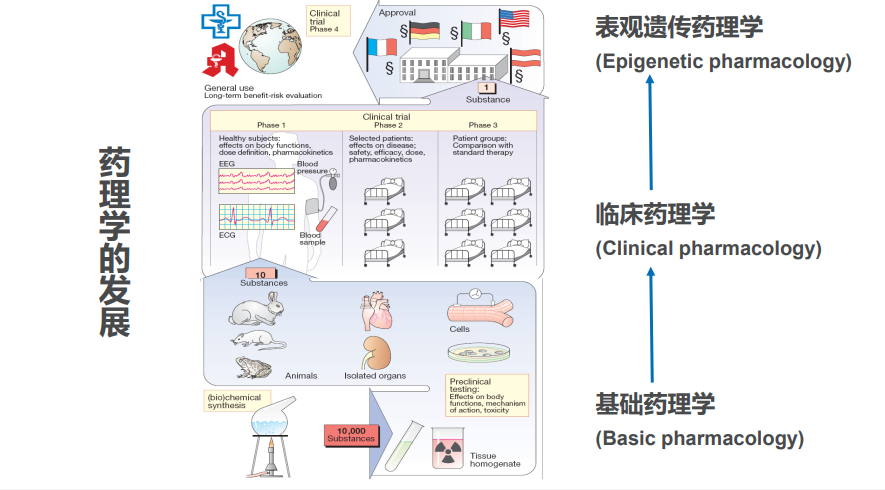 药理学的发展
Clinical
trial
Phase 4
Approval
§
§
§
§
§
General use
Long-term benefit-risk evaluation
1
Substance
Clinical trial
Phase 1
Phase 2
Phase 3
Healthy subjects:
effects on body functions,
dose definition, pharmacokinetics
Selected patients:
effects on disease;
safety, efficacy, dose,
pharmacokinetics
Patient groups:
Comparison with
standard therapy
EEG
Blood
pressure
ECG
Blood
sample
10
Substances
Animals
Isolated organs
Cells
Preclinical
testing:
Effects on body
functions, mechanism
of action, toxicity
(bio)chemical
synthesis
10,000
Substances
Tissue
homogenate
表观遗传药理学
(Epigenetic pharmacology)
临床药理学
(Clinical pharmacology)
基础药理学
(Basic pharmacology)